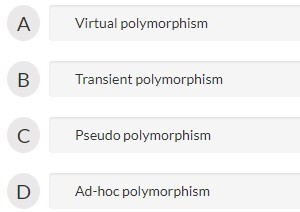 A Virtual polymorphism
B Transient polymorphism
C Pseudo polymorphism
D Ad-hoc polymorphism